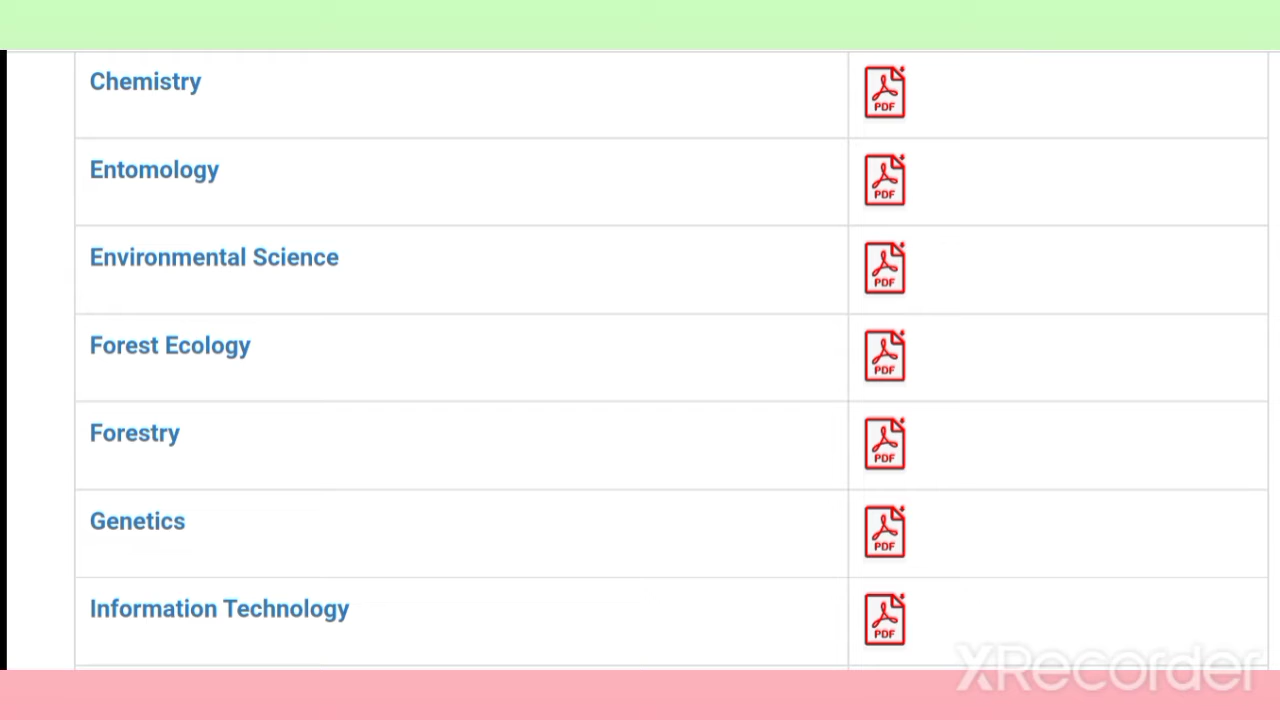 Chemistry
PDF
Entomology
PDF
Environmental Science
PDF
Forest Ecology
PDF
Forestry
PDF
Genetics
PDF
Information Technology
PDF
XRecorder